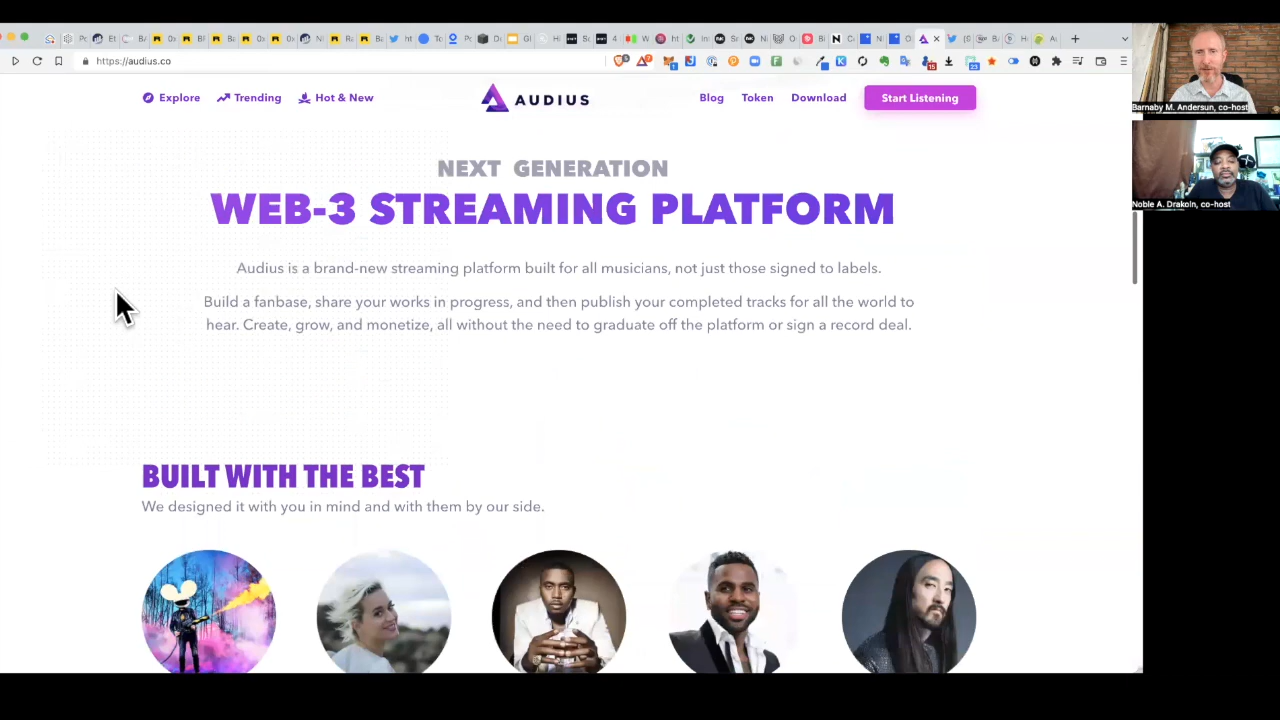 https://audius.co
Explore
Trending
Hot & New
AUDIUS
Blog
Token
Download
Start Listening
NEXT GENERATION
WEB-3 STREAMING PLATFORM
Audius is a brand-new streaming platform built for all musicians, not just those signed to labels.
Build a fanbase, share your works in progress, and then publish your completed tracks for all the world to
hear. Create, grow, and monetize, all without the need to graduate off the platform or sign a record deal.
BUILT WITH THE BEST
We designed it with you in mind and with them by our side.
Barnaby M. Andersun, co-host
Noble A. Drakoln, co-host